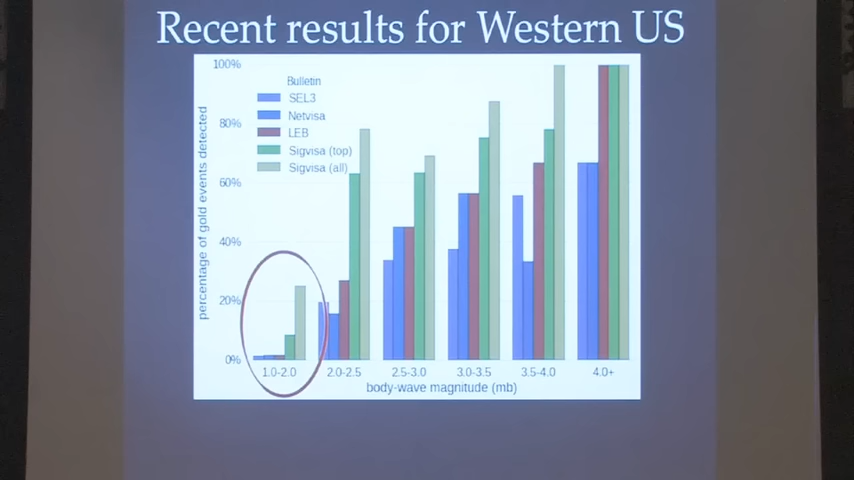 Recent results for Western US
100%
80%
60%
40%
20%
0%
percentage of gold events detected
Bulletin
SEL3
Netvisa
LEB
Sigvisa (top)
Sigvisa (all)
1.0-2.0 2.0-2.5 2.5-3.0 3.0-3.5 3.5-4.0 4.0+
body-wave magnitude (mb)